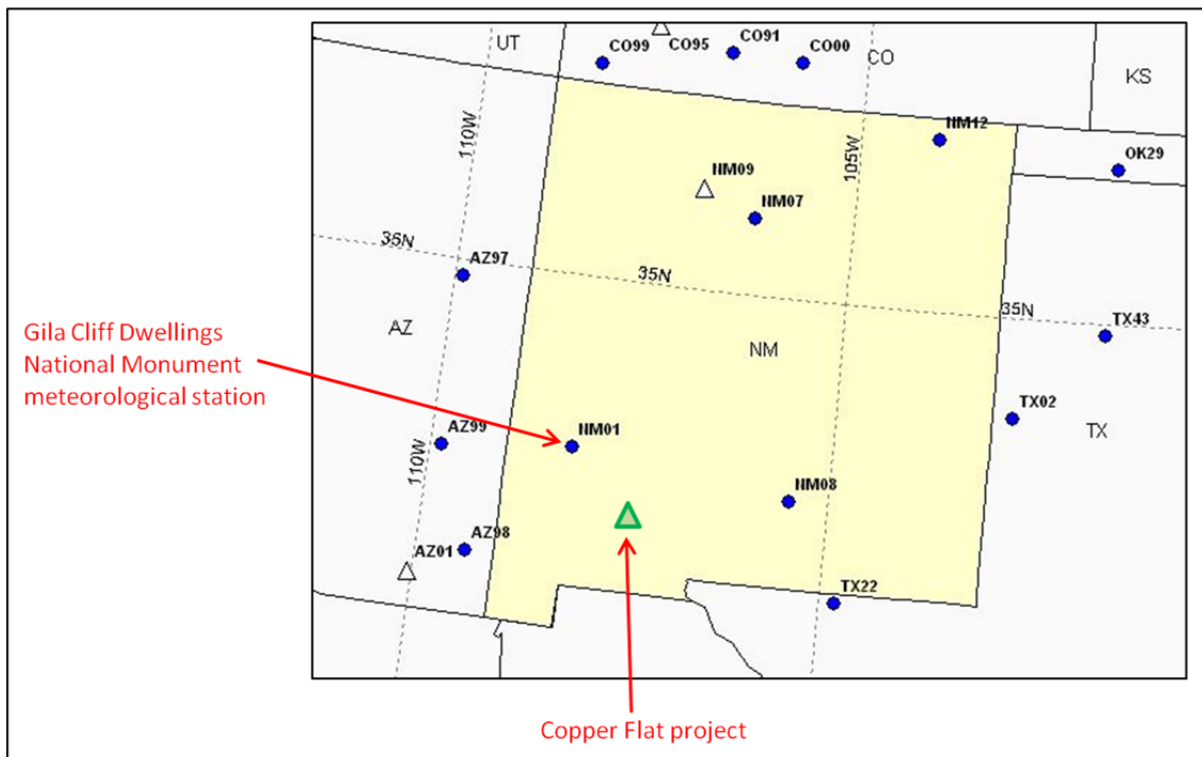 UT
CO99
CO95
CO91
CO00
CO
KS
110W
NM12
OK29
105W
NM09
NM07
35N
AZ97
35N
35N
TX43
Gila Cliff Dwellings
National Monument
meteorological station
AZ
NM
TX02
TX
AZ99
NM01
110W
NM08
AZ98
AZ01
TX22
Copper Flat project